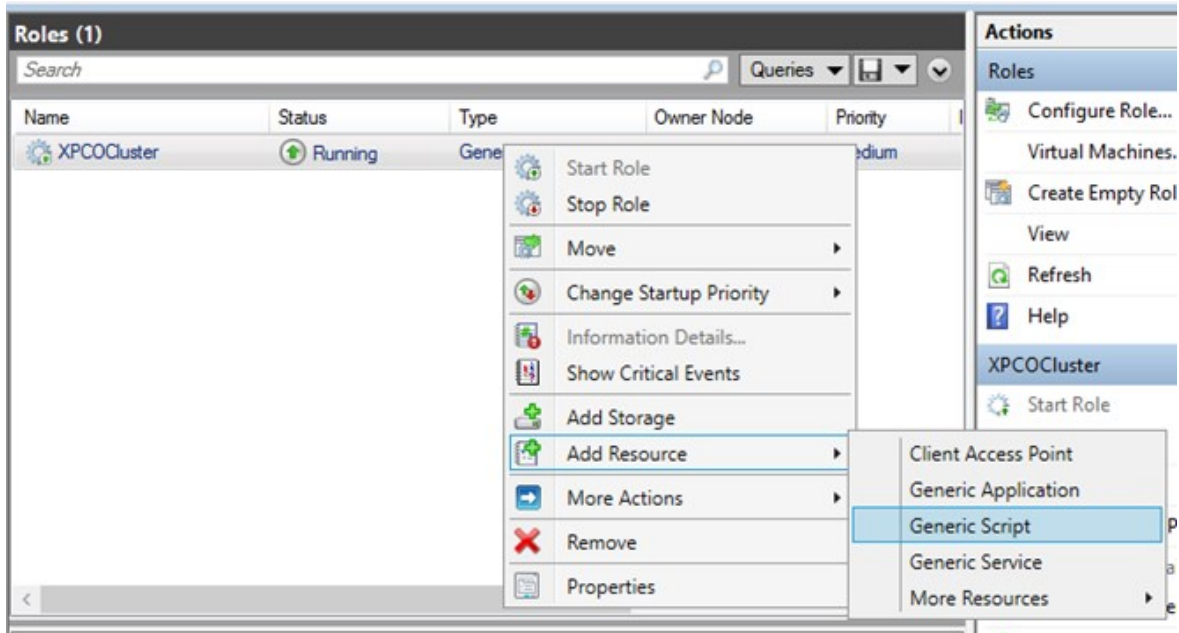 Roles (1)
Search
Queries
Name Status Type Owner Node Priority
XPCOCluster Running Gene edium
Start Role
Stop Role
Move
Change Startup Priority
Information Details...
Show Critical Events
Add Storage
Add Resource
More Actions
Remove
Properties
Client Access Point
Generic Application
Generic Script
Generic Service
More Resources
Actions
Roles
Configure Role...
Virtual Machines.
Create Empty Rol
View
Refresh
Help
XPCOCluster
Start Role